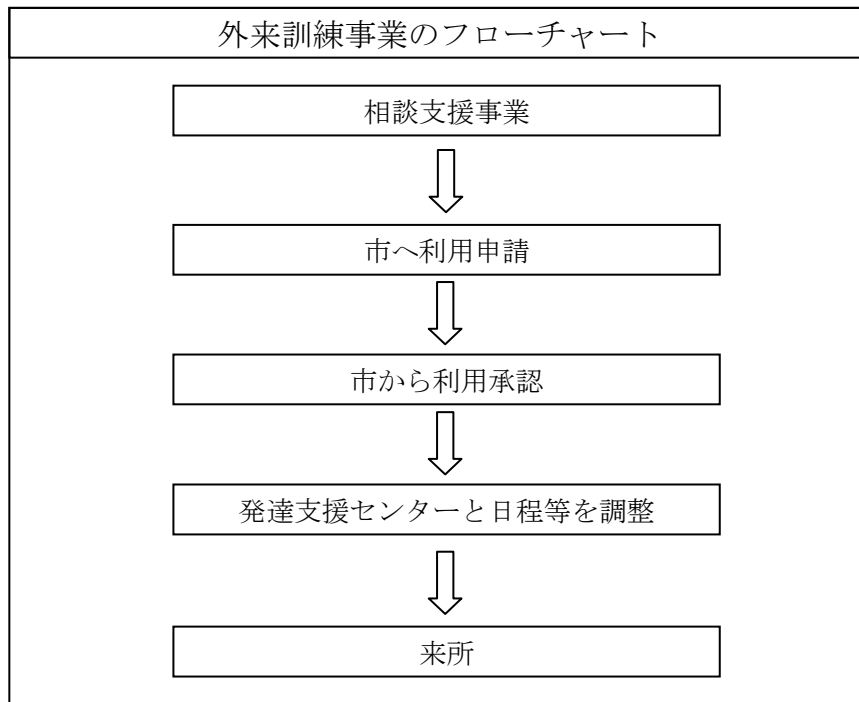 外来訓練事業のフローチャート
相談支援事業
市へ利用申請
市から利用承認
発達支援センターと日程等を調整
来所